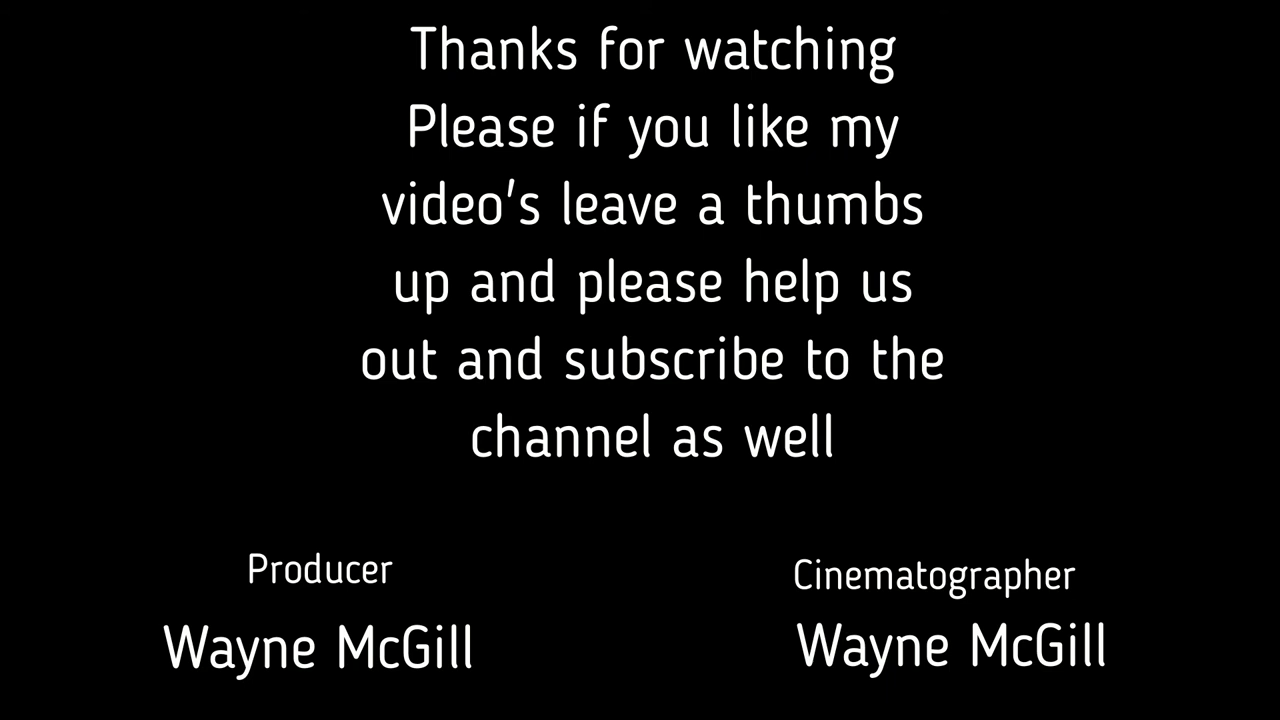 Thanks for watching
Please if you like my
video's leave a thumbs
up and please help us
out and subscribe to the
channel as well
Producer
Wayne McGill
Cinematographer
Wayne McGill